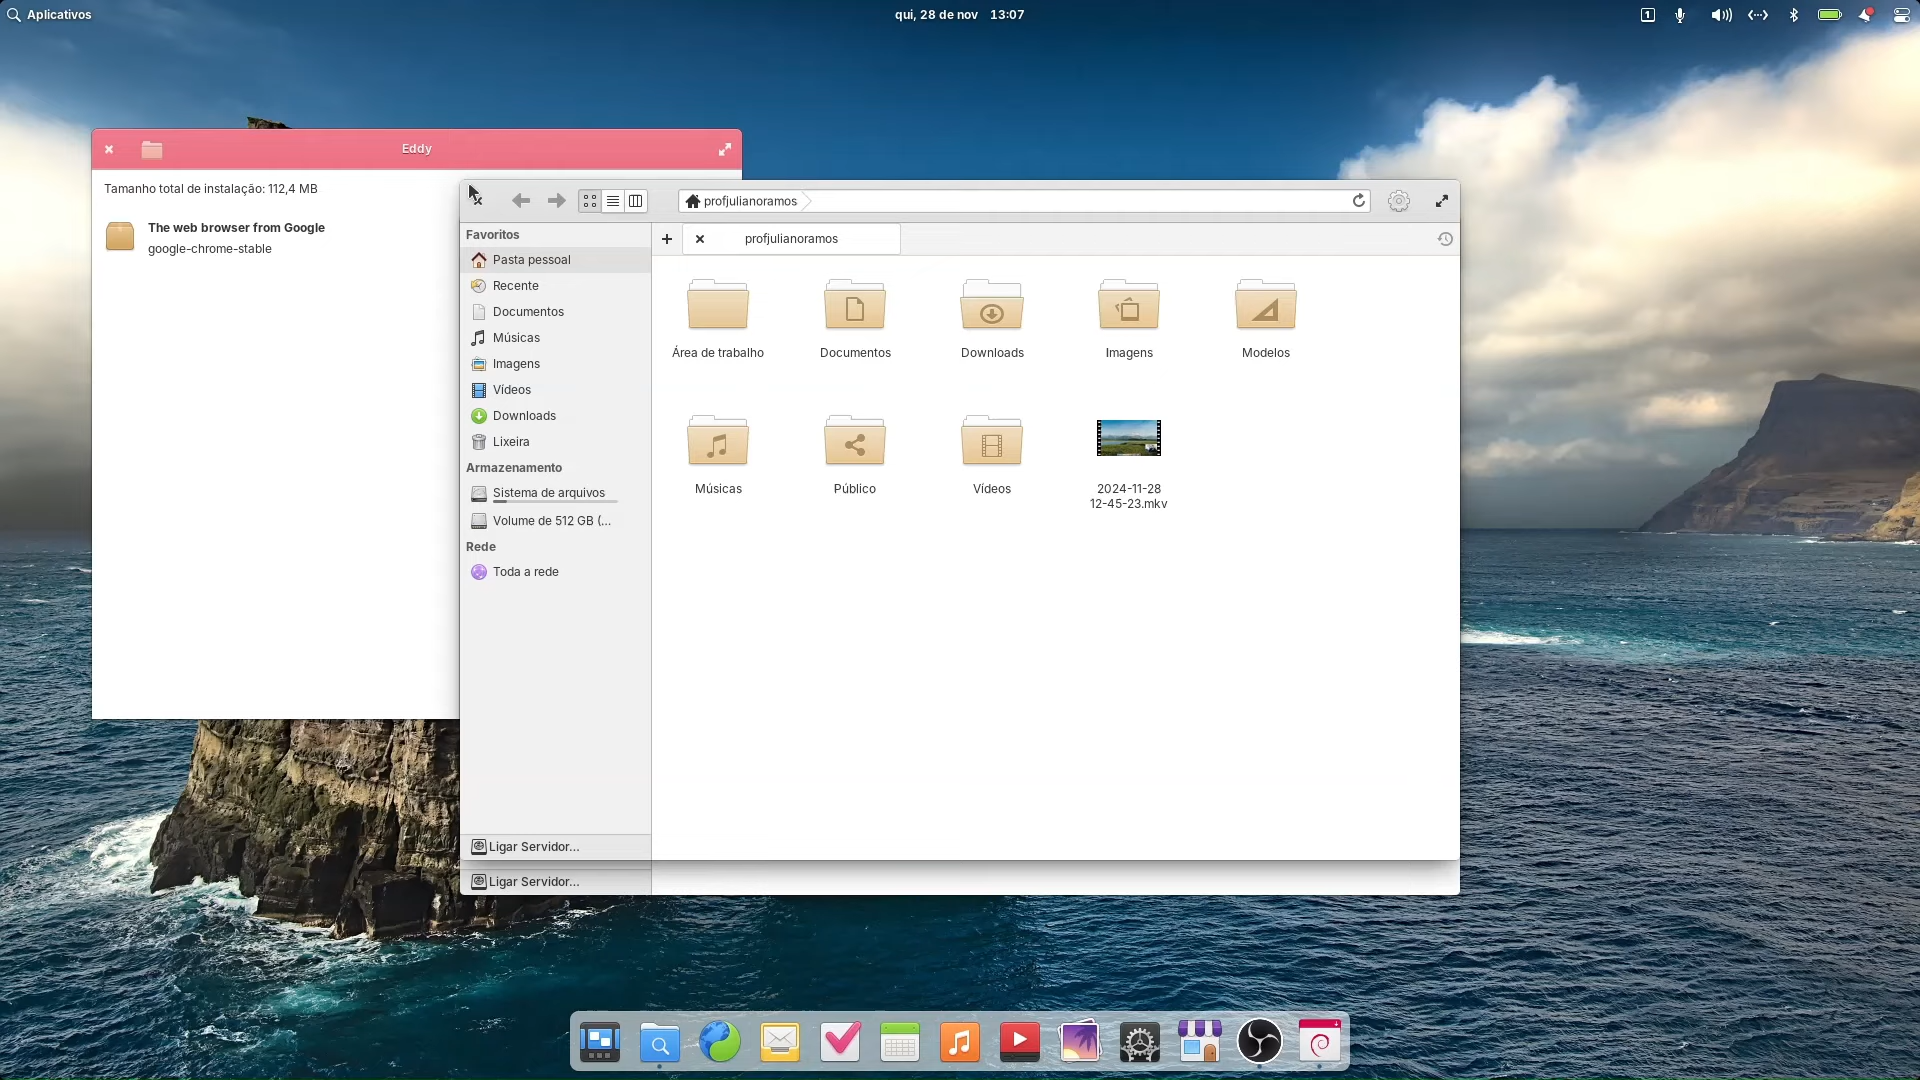 Aplicativos
qui, 28 de nov 13:07
1
Eddy
Tamanho total de instalação: 112,4 MB
The web browser from Google
google-chrome-stable
profjulianoramos
Favoritos
Pasta pessoal
Recente
Documentos
Músicas
Imagens
Vídeos
Downloads
Lixeira
Armazenamento
Sistema de arquivos
Volume de 512 GB (...
Rede
Toda a rede
Ligar Servidor...
Ligar Servidor...
profjulianoramos
Área de trabalho
Documentos
Downloads
Imagens
Modelos
Músicas
Público
Vídeos
2024-11-28
12-45-23.mkv